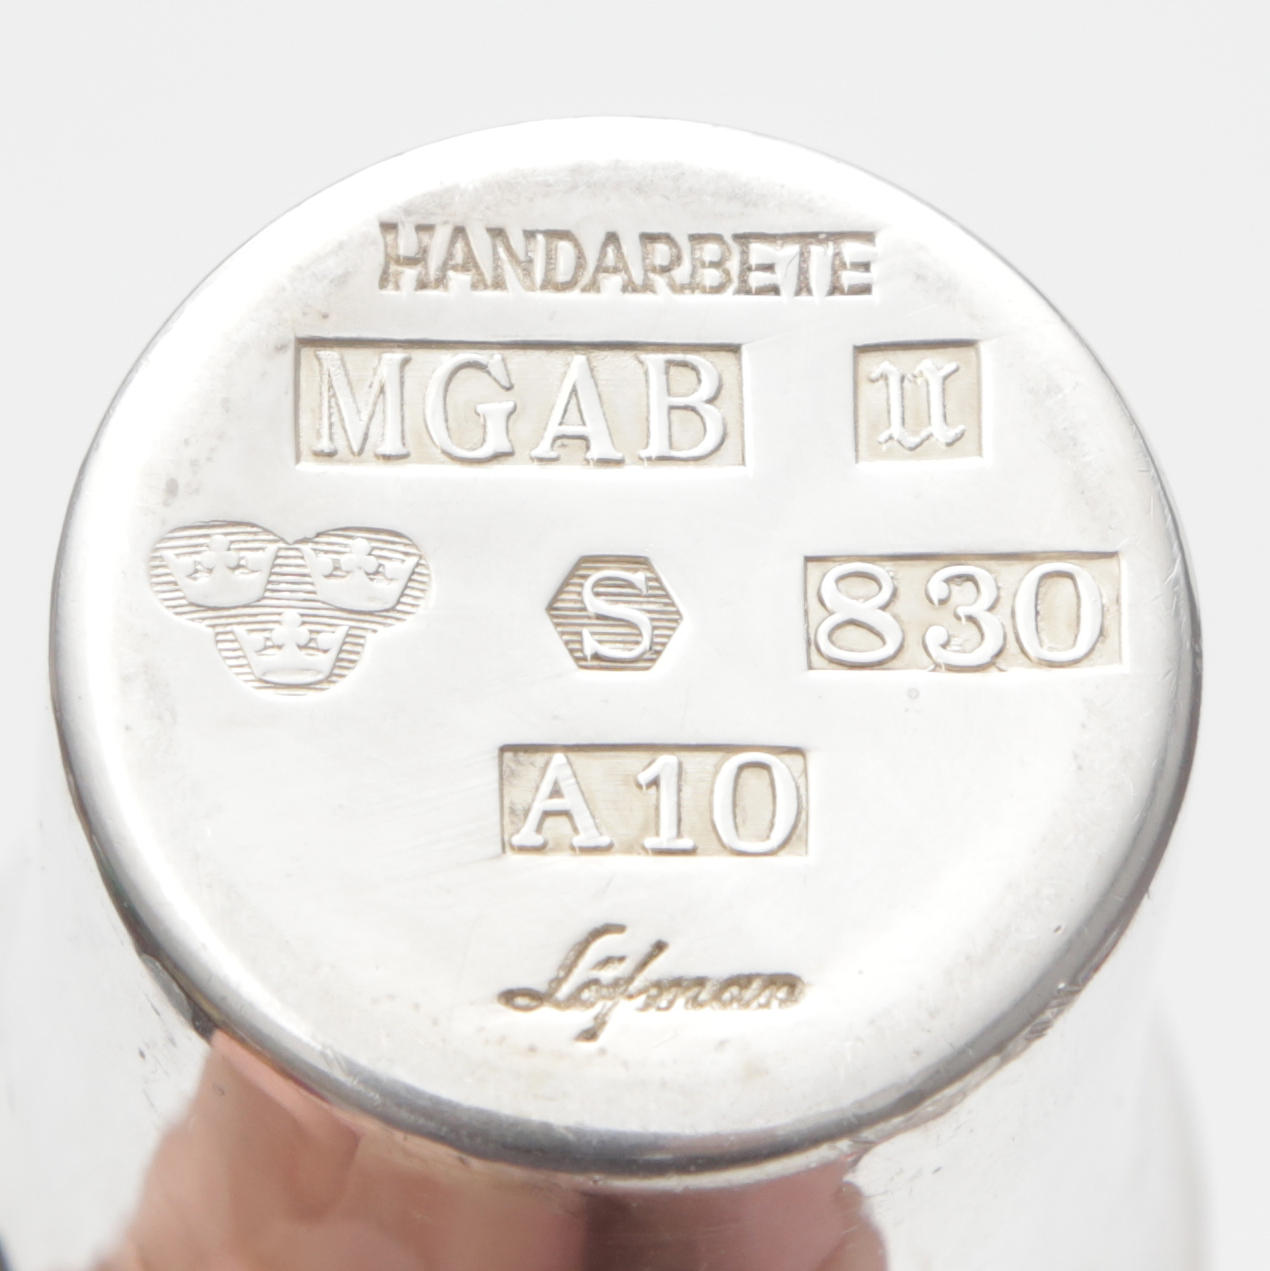 HANDARBETE
MGAB u
S 830
A10
Löfman